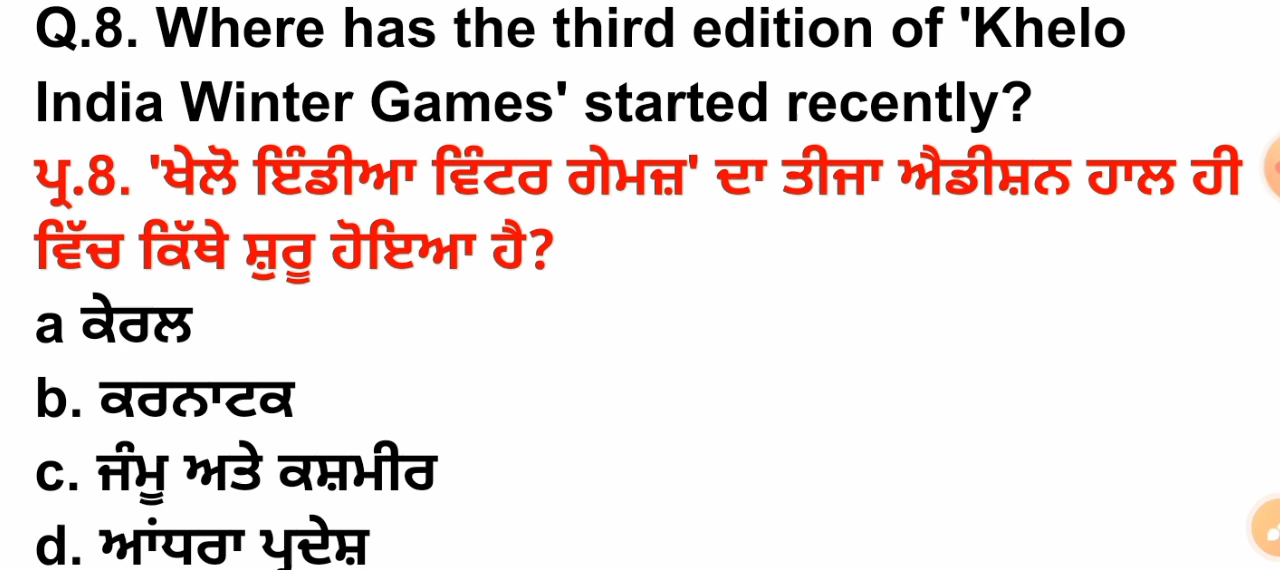 Q.8. Where has the third edition of 'Khelo
India Winter Games' started recently?
ਪ੍ਰ.8. 'ਖੇਲੋ ਇੰਡੀਆ ਵਿੰਟਰ ਗੇਮਜ਼' ਦਾ ਤੀਜਾ ਐਡੀਸ਼ਨ ਹਾਲ ਹੀ
ਵਿੱਚ ਕਿੱਥੇ ਸ਼ੁਰੂ ਹੋਇਆ ਹੈ?
a ਕੇਰਲ
b. ਕਰਨਾਟਕ
c. ਜੰਮੂ ਅਤੇ ਕਸ਼ਮੀਰ
d. ਆਂਧਰਾ ਪ੍ਰਦੇਸ਼